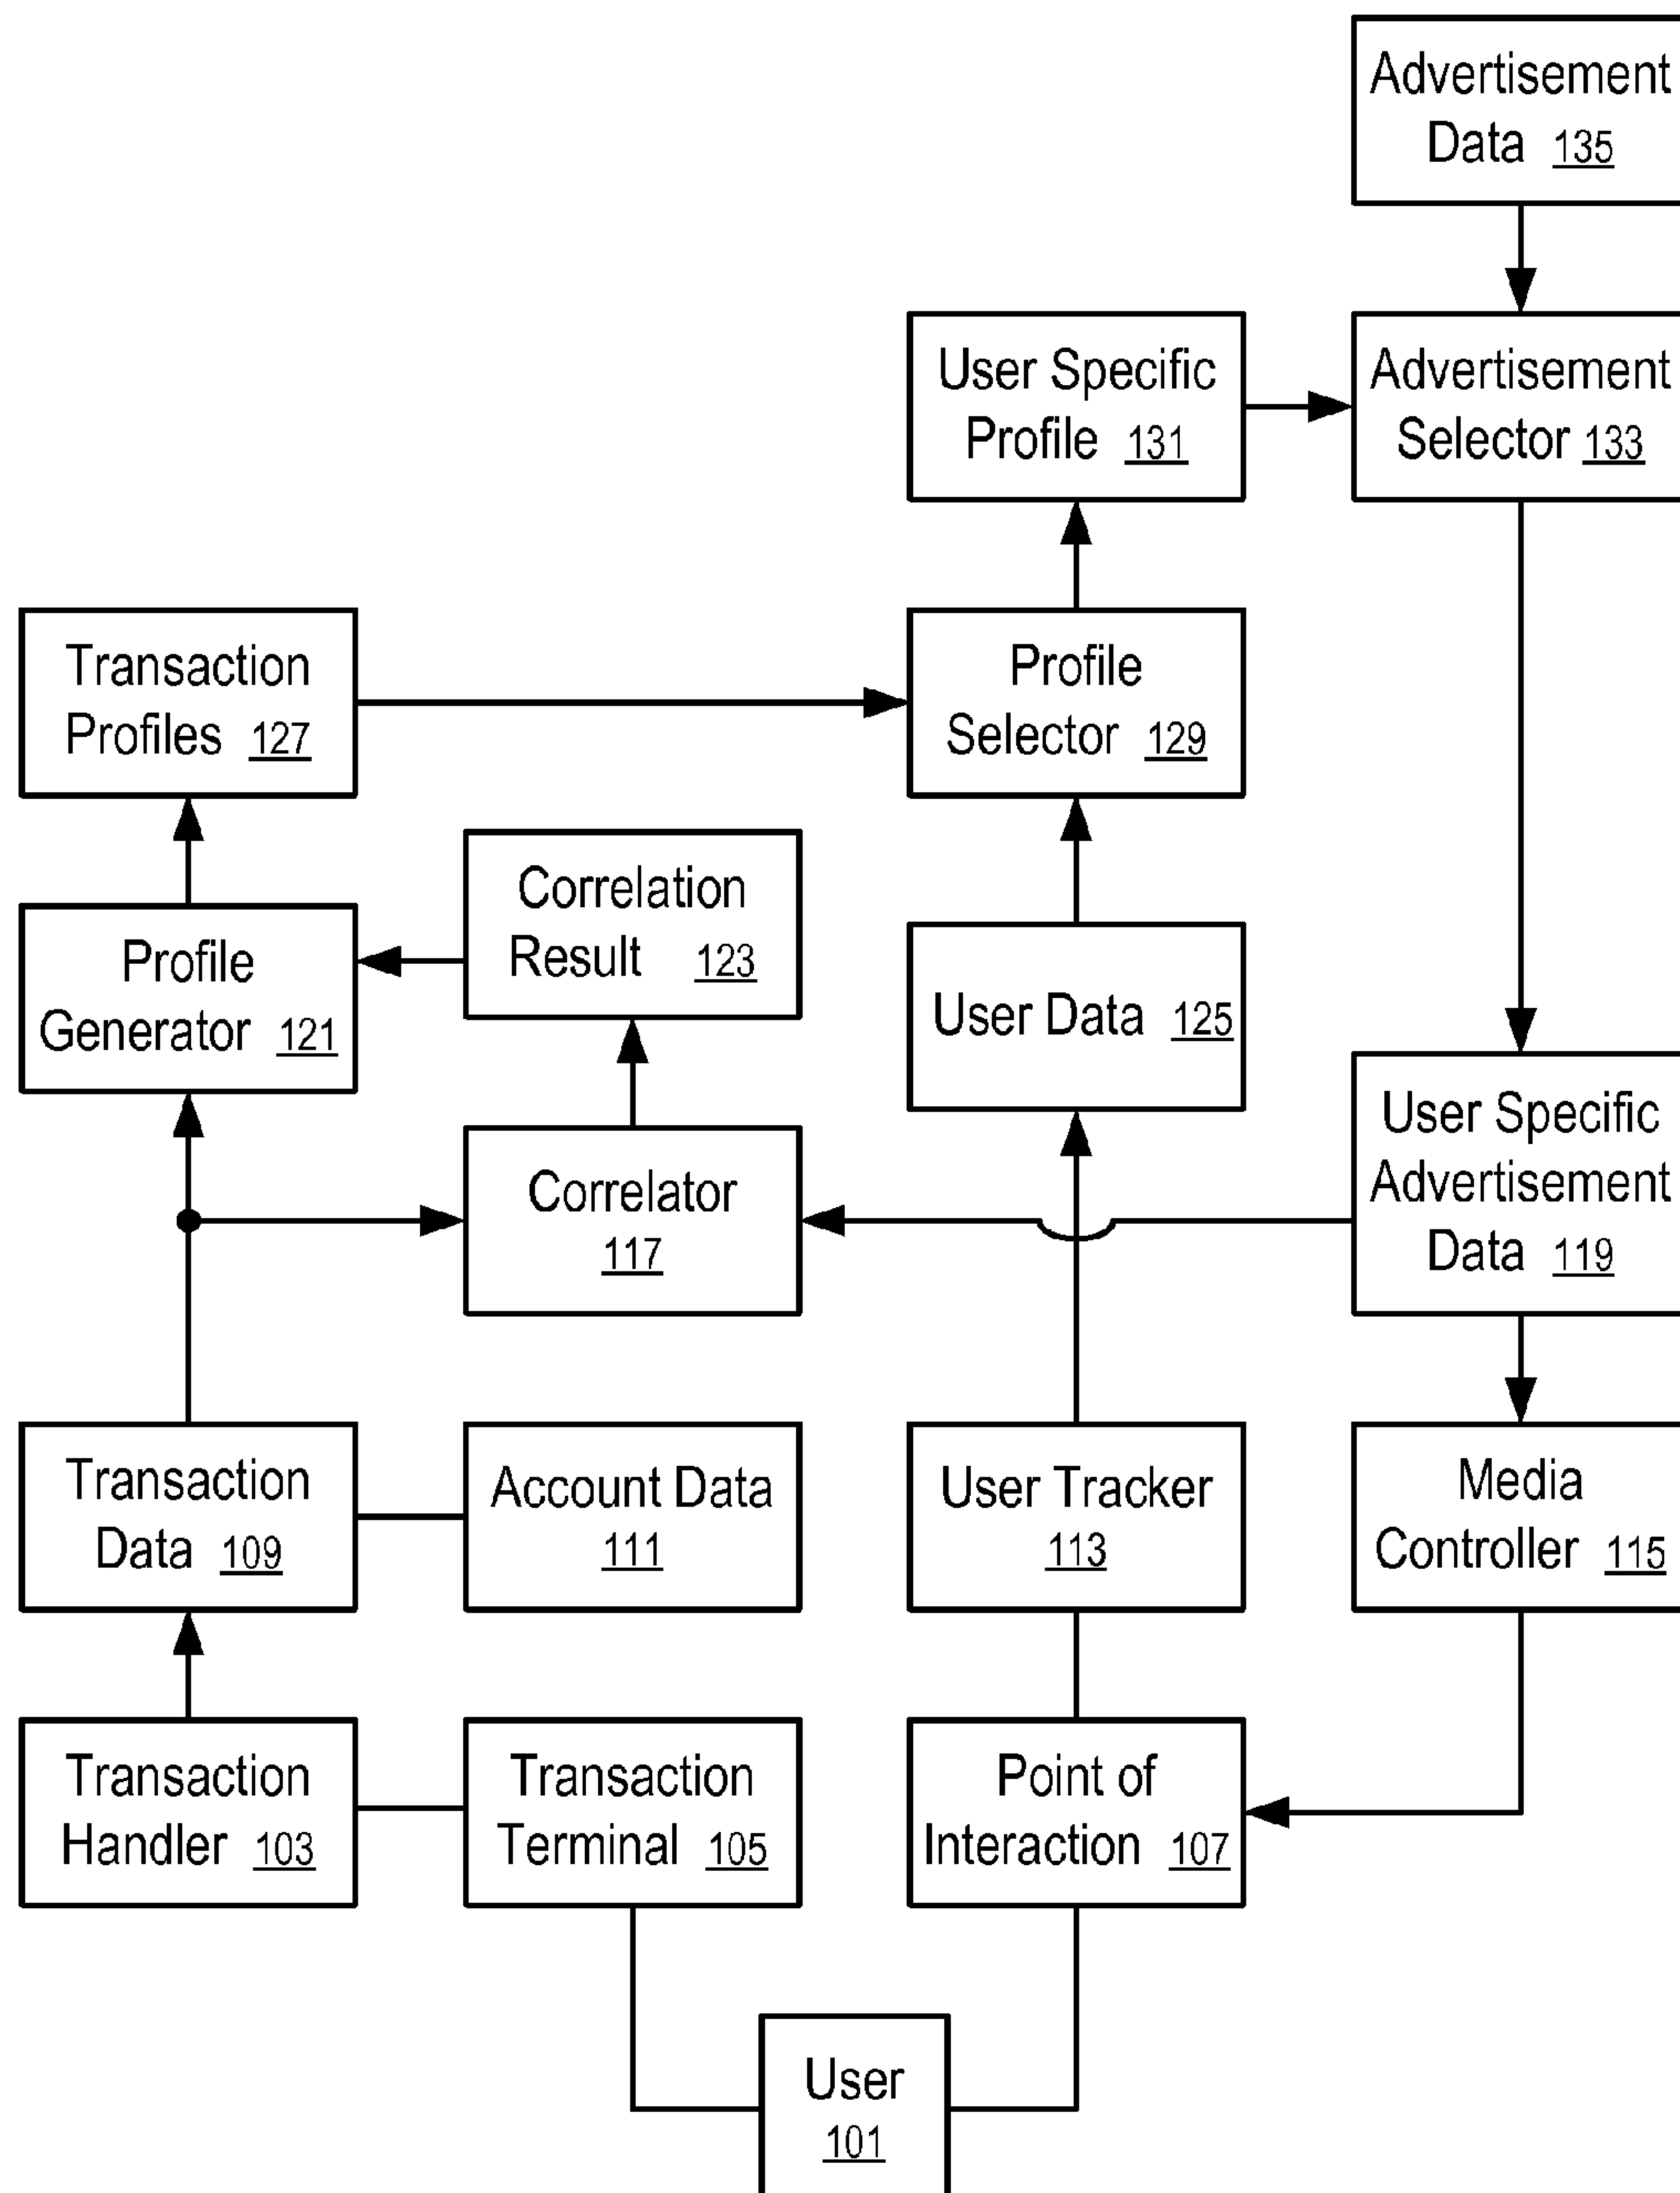 Advertisement
Data 135
User Specific
Profile 131
Advertisement
Selector 133
Transaction
Profiles 127
Profile
Selector 129
Correlation
Result 123
Profile
Generator 121
User Data 125
User Specific
Advertisement
Data 119
Correlator
117
Transaction
Data 109
Account Data
111
User Tracker
113
Media
Controller 115
Transaction
Handler 103
Transaction
Terminal 105
Point of
Interaction 107
User
101